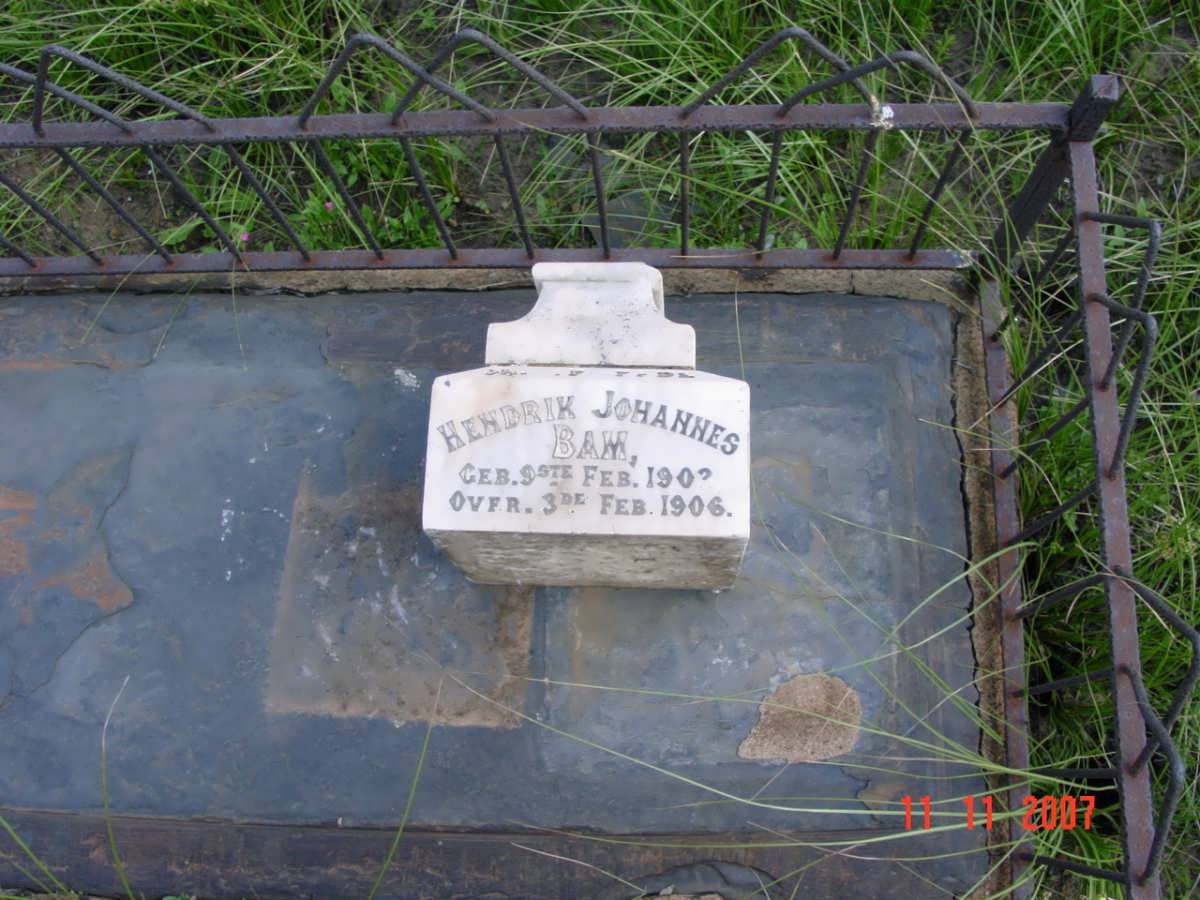 HENDRIK JOHANNES
BAM,
GEB. 9STE FEB.
OVER. 3DE FEB. 1906.
11 11 2007